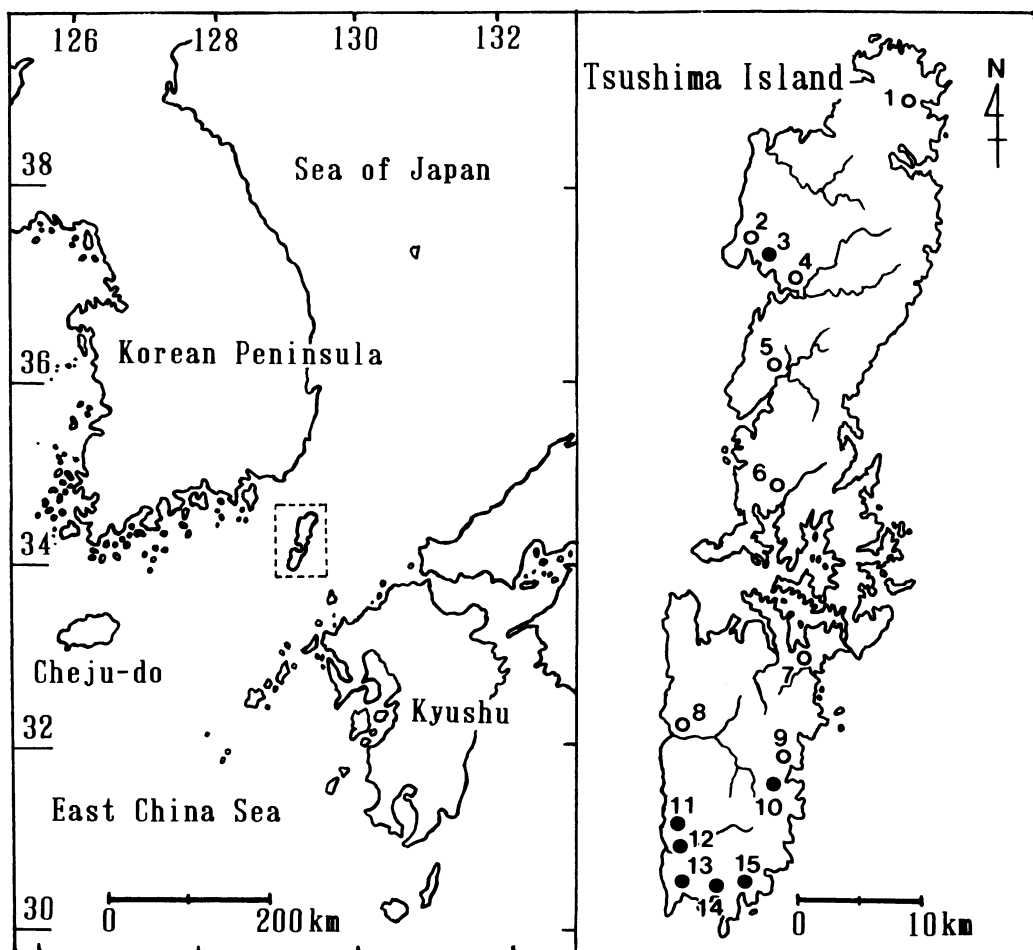 126 128 130 132
38
Sea of Japan
Korean Peninsula
36
34
Cheju-do
Kyushu
32
East China Sea
30
0 200km
Tsushima Island
N
1
2
3
4
5
6
7
8
9
10
11
12
13 15
14
0 10km